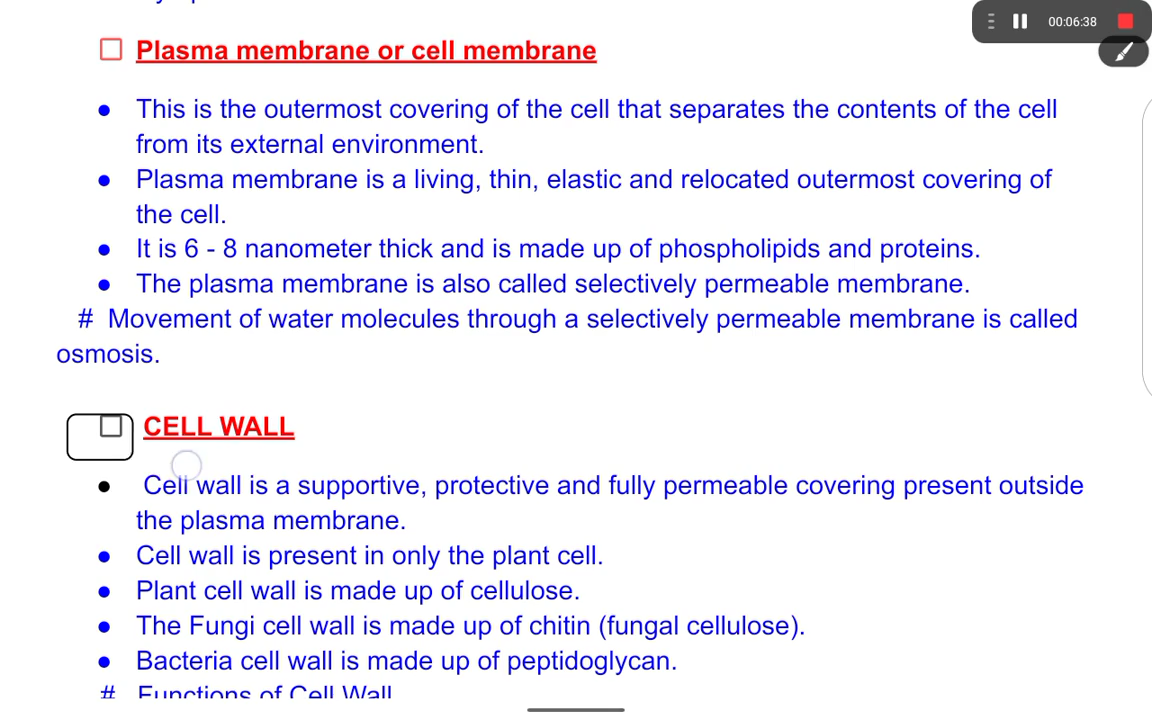 00:06:38
Plasma membrane or cell membrane
● This is the outermost covering of the cell that separates the contents of the cell
from its external environment.
● Plasma membrane is a living, thin, elastic and relocated outermost covering of
the cell.
● It is 6 - 8 nanometer thick and is made up of phospholipids and proteins.
● The plasma membrane is also called selectively permeable membrane.
# Movement of water molecules through a selectively permeable membrane is called
osmosis.
CELL WALL
● Cell wall is a supportive, protective and fully permeable covering present outside
the plasma membrane.
● Cell wall is present in only the plant cell.
● Plant cell wall is made up of cellulose.
● The Fungi cell wall is made up of chitin (fungal cellulose).
● Bacteria cell wall is made up of peptidoglycan.
# Functions of Cell Wall